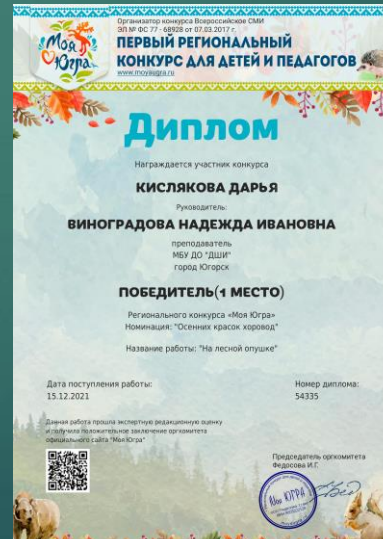 Моя
Югра
Организатор конкурса Всероссийское СМИ
ЭЛ № ФС 77 - 68928 от 07.03.2017 г.
ПЕРВЫЙ РЕГИОНАЛЬНЫЙ
КОНКУРС ДЛЯ ДЕТЕЙ И ПЕДАГОГОВ
www.moyaugra.ru
Диплом
Награждается участник конкурса
КИСЛЯКОВА ДАРЬЯ
Руководитель:
ВИНОГРАДОВА НАДЕЖДА ИВАНОВНА
преподаватель
МБУ ДО "ДШИ"
город Югорск
ПОБЕДИТЕЛЬ(1 МЕСТО)
Регионального конкурса «Моя Югра»
Номинация: "Осенних красок хоровод"
Название работы: "На лесной опушке"
Дата поступления работы:
15.12.2021
Номер диплома:
54335
Данная работа прошла экспертную редакционную оценку
и получила положительное заключение оргкомитета
официального сайта "Моя Югра"
Председатель оргкомитета
Федосова И.Г.
Моя ЮГРА